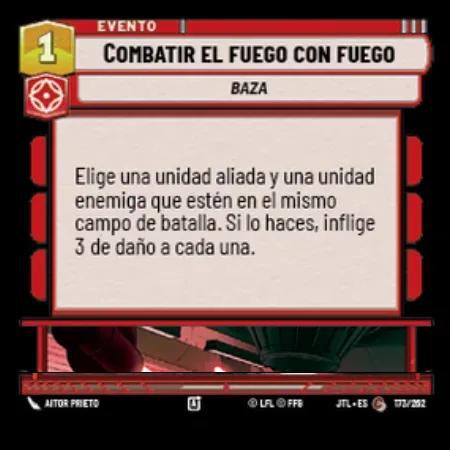 EVENTO
1
COMBATIR EL FUEGO CON FUEGO
BAZA
Elige una unidad aliada y una unidad
enemiga que estén en el mismo
campo de batalla. Si lo haces, inflige
3 de daño a cada una.
AITOR PRIETO
© LFL © FFG
JTL • ES
173/262